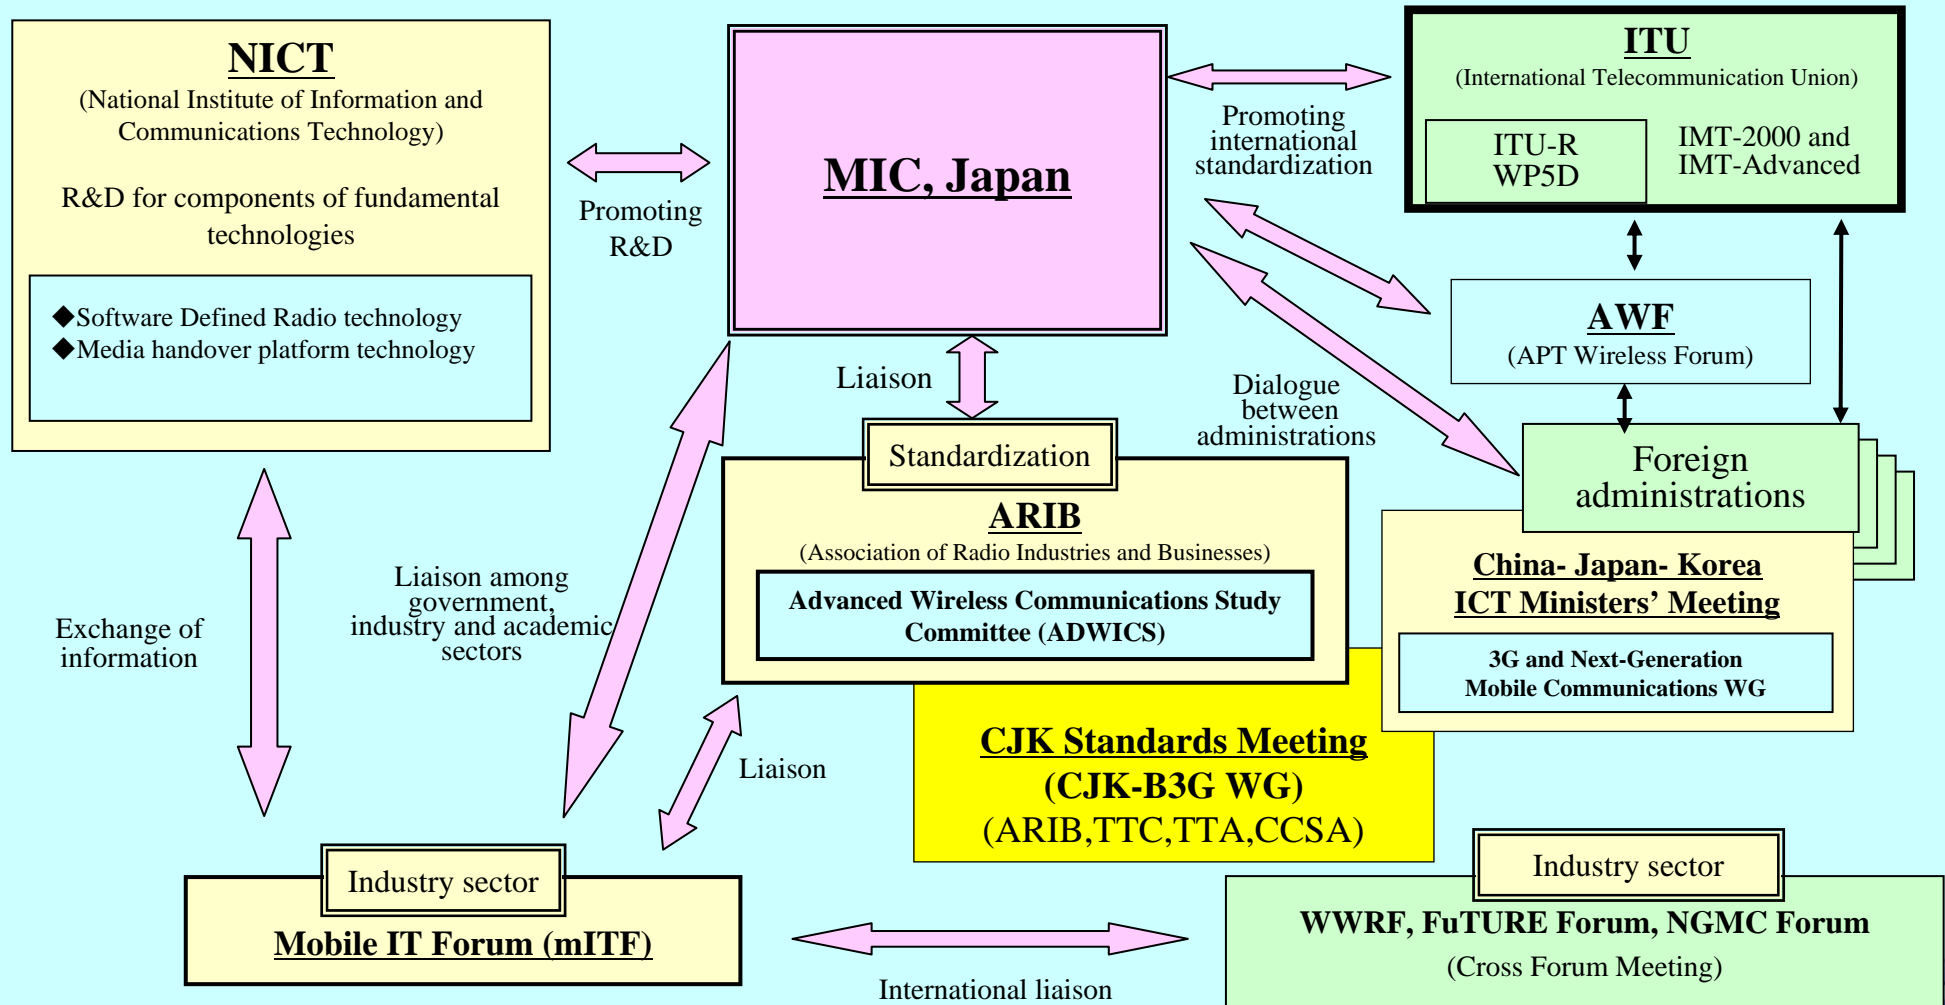 NICT
(National Institute of Information and
Communications Technology)
R&D for components of fundamental
technologies
◆Software Defined Radio technology
◆Media handover platform technology
Promoting
R&D
MIC, Japan
Promoting
international
standardization
ITU
(International Telecommunication Union)
ITU-R
WP5D
IMT-2000 and
IMT-Advanced
AWF
(APT Wireless Forum)
Liaison
Dialogue
between
administrations
Foreign
administrations
Standardization
ARIB
(Association of Radio Industries and Businesses)
Advanced Wireless Communications Study
Committee (ADWICS)
China- Japan- Korea
ICT Ministers’ Meeting
3G and Next-Generation
Mobile Communications WG
Exchange of
information
Liaison among
government,
industry and academic
sectors
Liaison
CJK Standards Meeting
(CJK-B3G WG)
(ARIB,TTC,TTA,CCSA)
Industry sector
Mobile IT Forum (mITF)
International liaison
Industry sector
WWRF, FuTURE Forum, NGMC Forum
(Cross Forum Meeting)